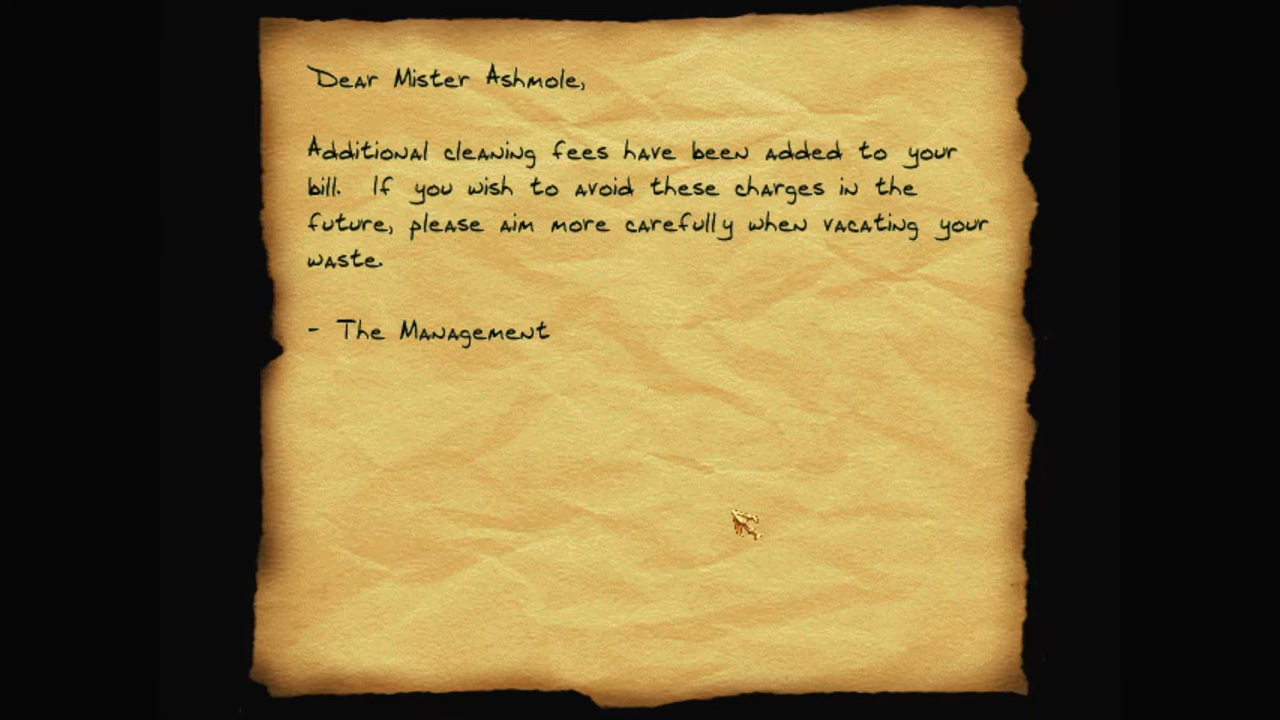 Dear Mister Ashmole,
Additional cleaning fees have been added to your
bill. If you wish to avoid these charges in the
future, please aim more carefully when vacating your
waste.
- The Management